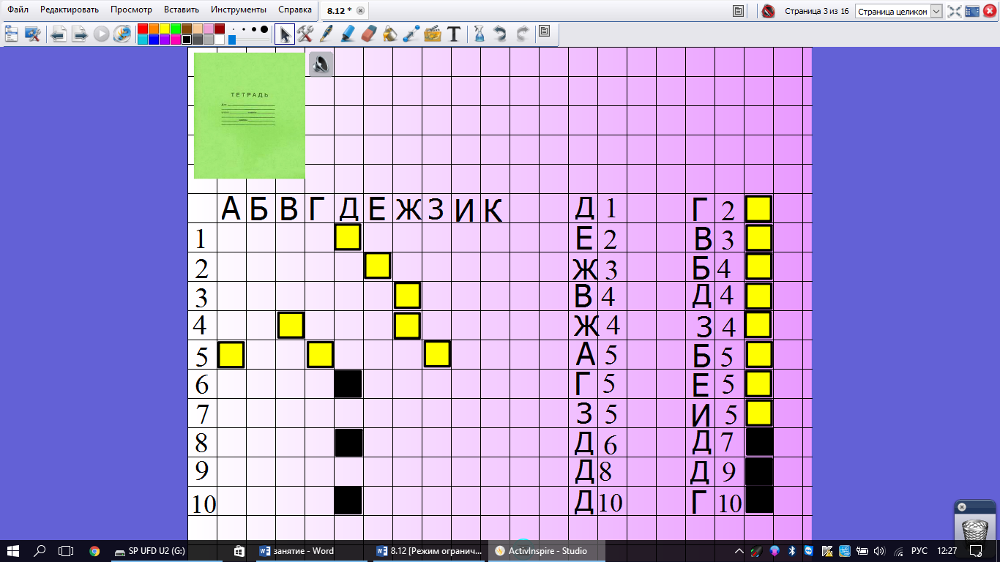 Файл Редактировать Просмотр Вставить Инструменты Справка 8.12 * Страница 3 из 16 Страница целиком
ТЕТРАДЬ
А Б В Г Д Е Ж З И К Д 1 Г 2
1 Е 2 В 3
2 Ж 3 Б 4
3 В 4 Д 4
4 Ж 4 З 4
5 А 5 Б 5
6 Г 5 Е 5
7 З 5 И 5
8 Д 6 Д 7
9 Д 8 Д 9
10 Д 10 Г 10
SP UFD U2 (G:) занятие - Word 8.12 [Режим огранич... ActivInspire - Studio РУС 12:27